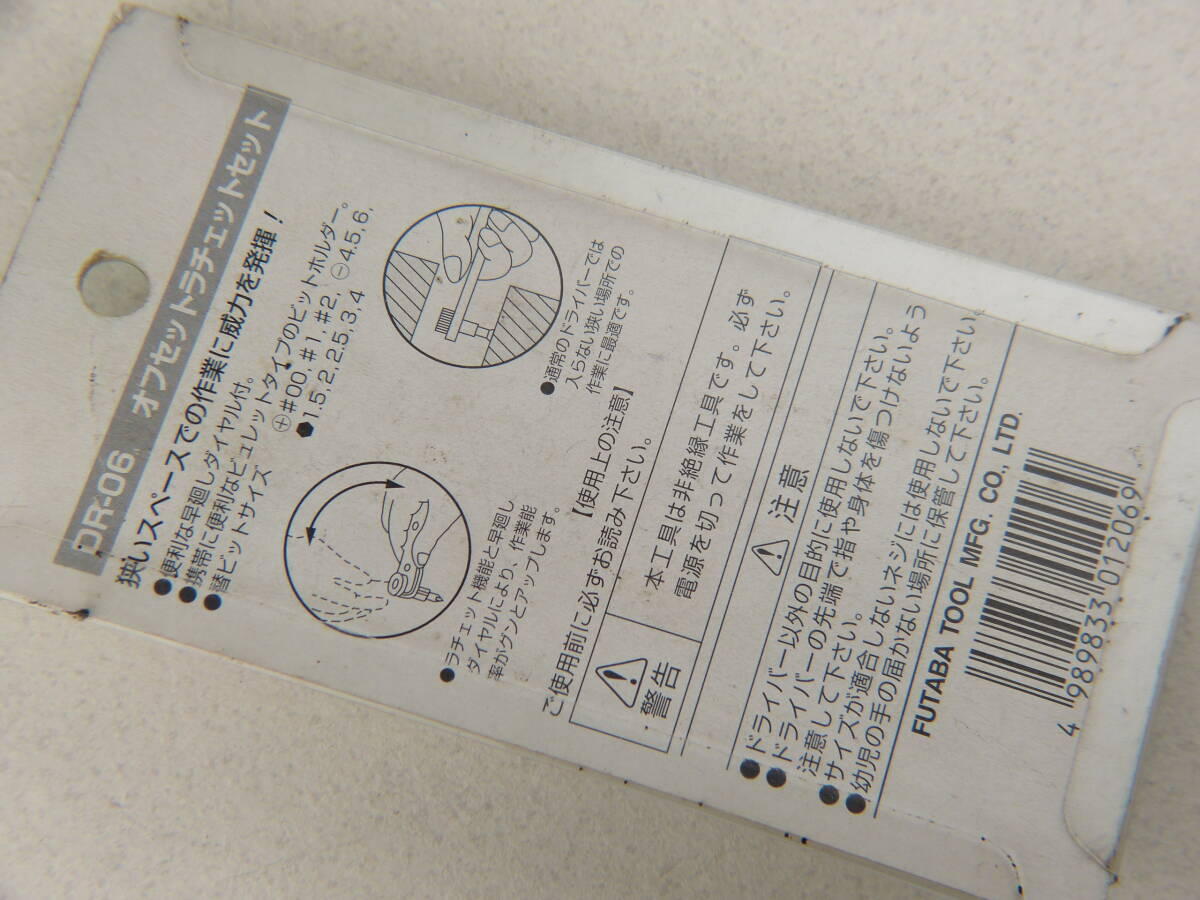 DR-06 オフセットラチェットセット
狭いスペースでの作業に威力を発揮！
●便利な早廻しダイヤル付。
●携帯に便利なピュレットタイプのビットホルダー。
●替ビットサイズ ⊕#00, #1, #2, ⊖4.5, 6,
⬢1.5, 2, 2.5, 3, 4
●ラチェット機能と早廻し
ダイヤルにより、作業能
率がグンとアップします。
●通常のドライバーでは
入らない狭い場所での
作業に最適です。
【使用上の注意】
ご使用前に必ずお読み下さい。
警告
本工具は非絶縁工具です。必ず
電源を切って作業をして下さい。
注意
●ドライバー以外の目的に使用しないで下さい。
●ドライバーの先端で指や身体を傷つけないよう
注意して下さい。
●サイズが適合しないネジには使用しないで下さい。
●幼児の手の届かない場所に保管して下さい。
FUTABA TOOL MFG. CO., LTD.
4 989833 012069